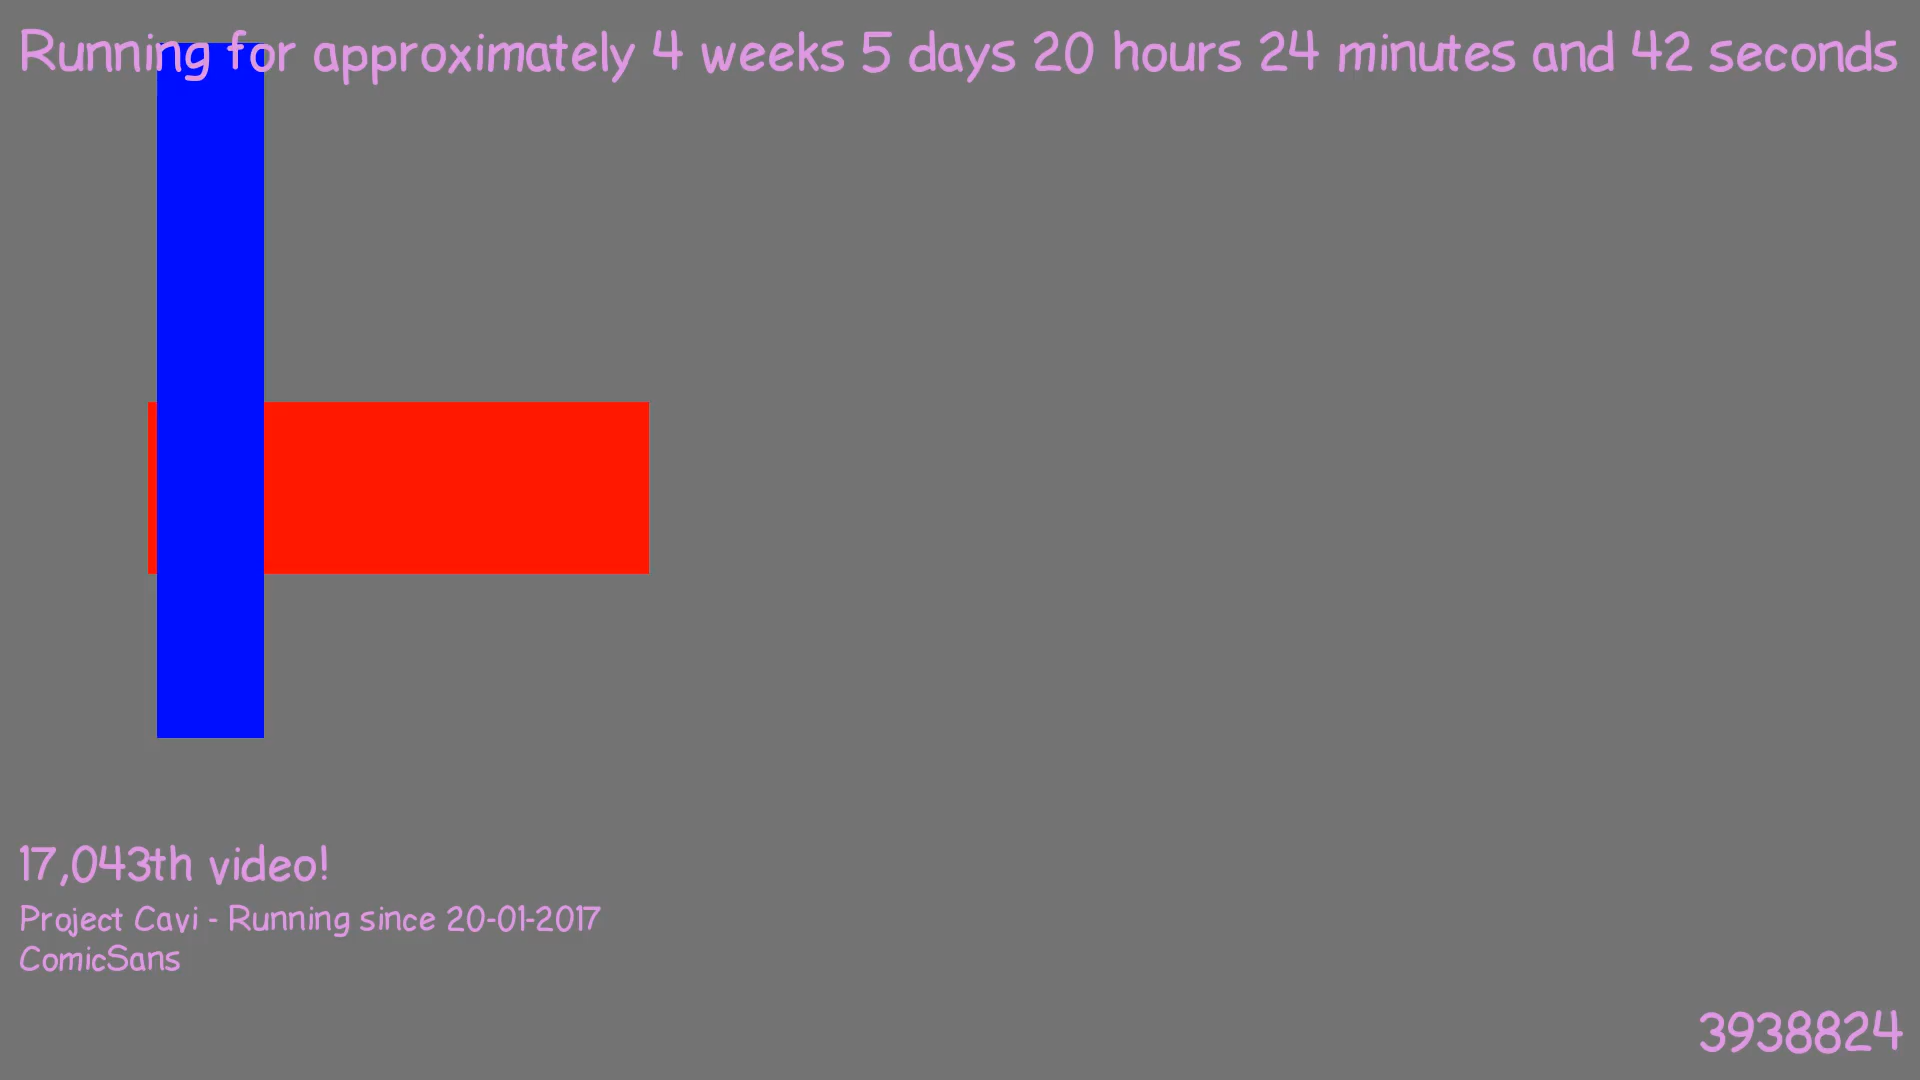 Running for approximately 4 weeks 5 days 20 hours 24 minutes and 42 seconds
17,043th video!
Project Cavi - Running since 20-01-2017
ComicSans
3938824